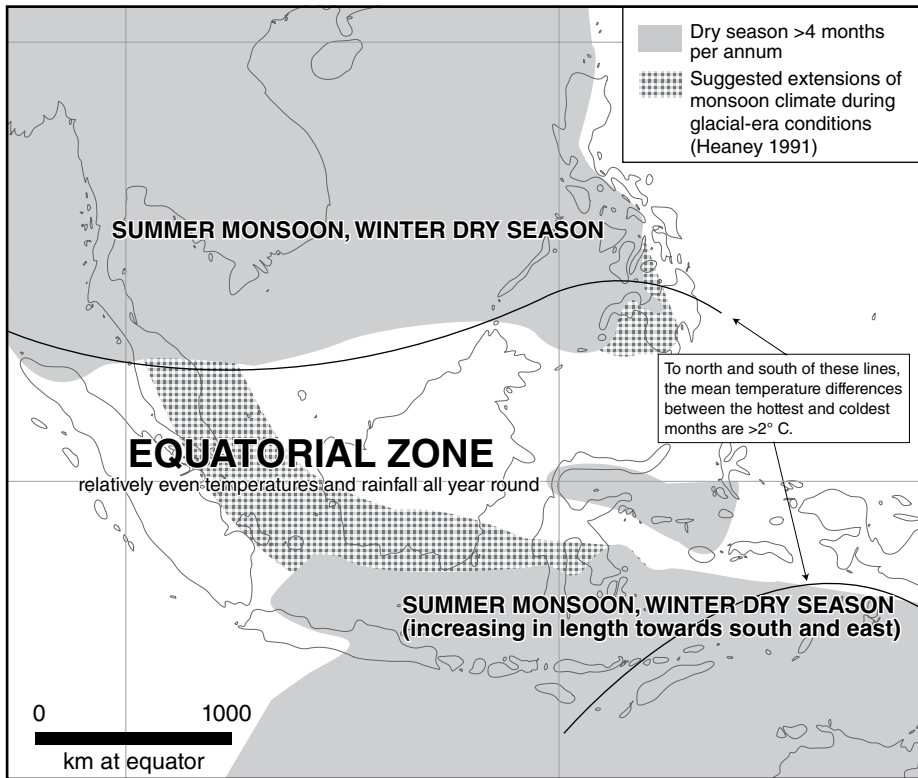 Dry season >4 months
per annum
Suggested extensions of
monsoon climate during
glacial-era conditions
(Heaney 1991)
SUMMER MONSOON, WINTER DRY SEASON
To north and south of these lines,
the mean temperature differences
between the hottest and coldest
months are >2° C.
EQUATORIAL ZONE
relatively even temperatures and rainfall all year round
SUMMER MONSOON, WINTER DRY SEASON
(increasing in length towards south and east)
0 1000
km at equator